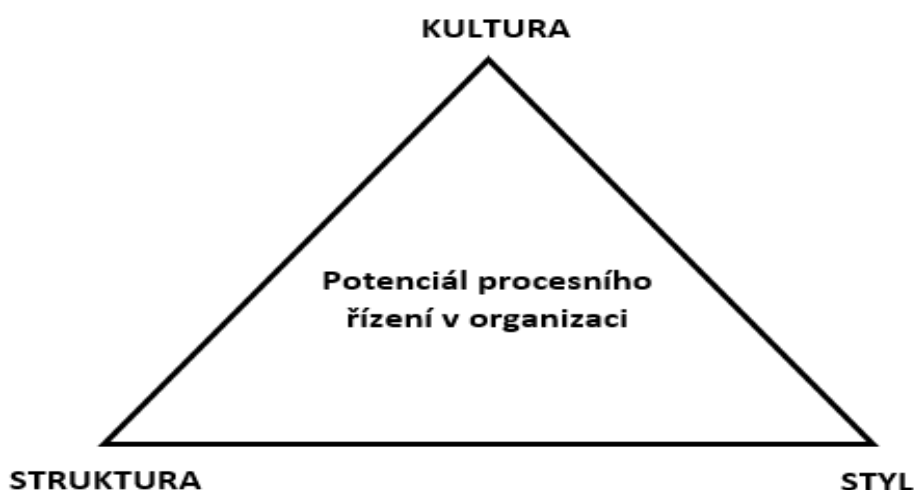 KULTURA
Potenciál procesního
řízení v organizaci
STRUKTURA
STYL